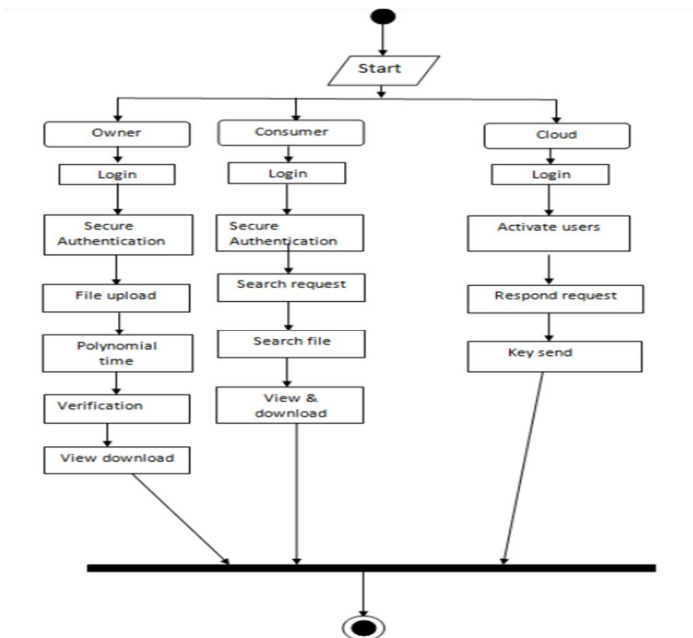 Start
Owner
Login
Secure
Authentication
File upload
Polynomial
time
Verification
View download
Consumer
Login
Secure
Authentication
Search request
Search file
View &
download
Cloud
Login
Activate users
Respond request
Key send